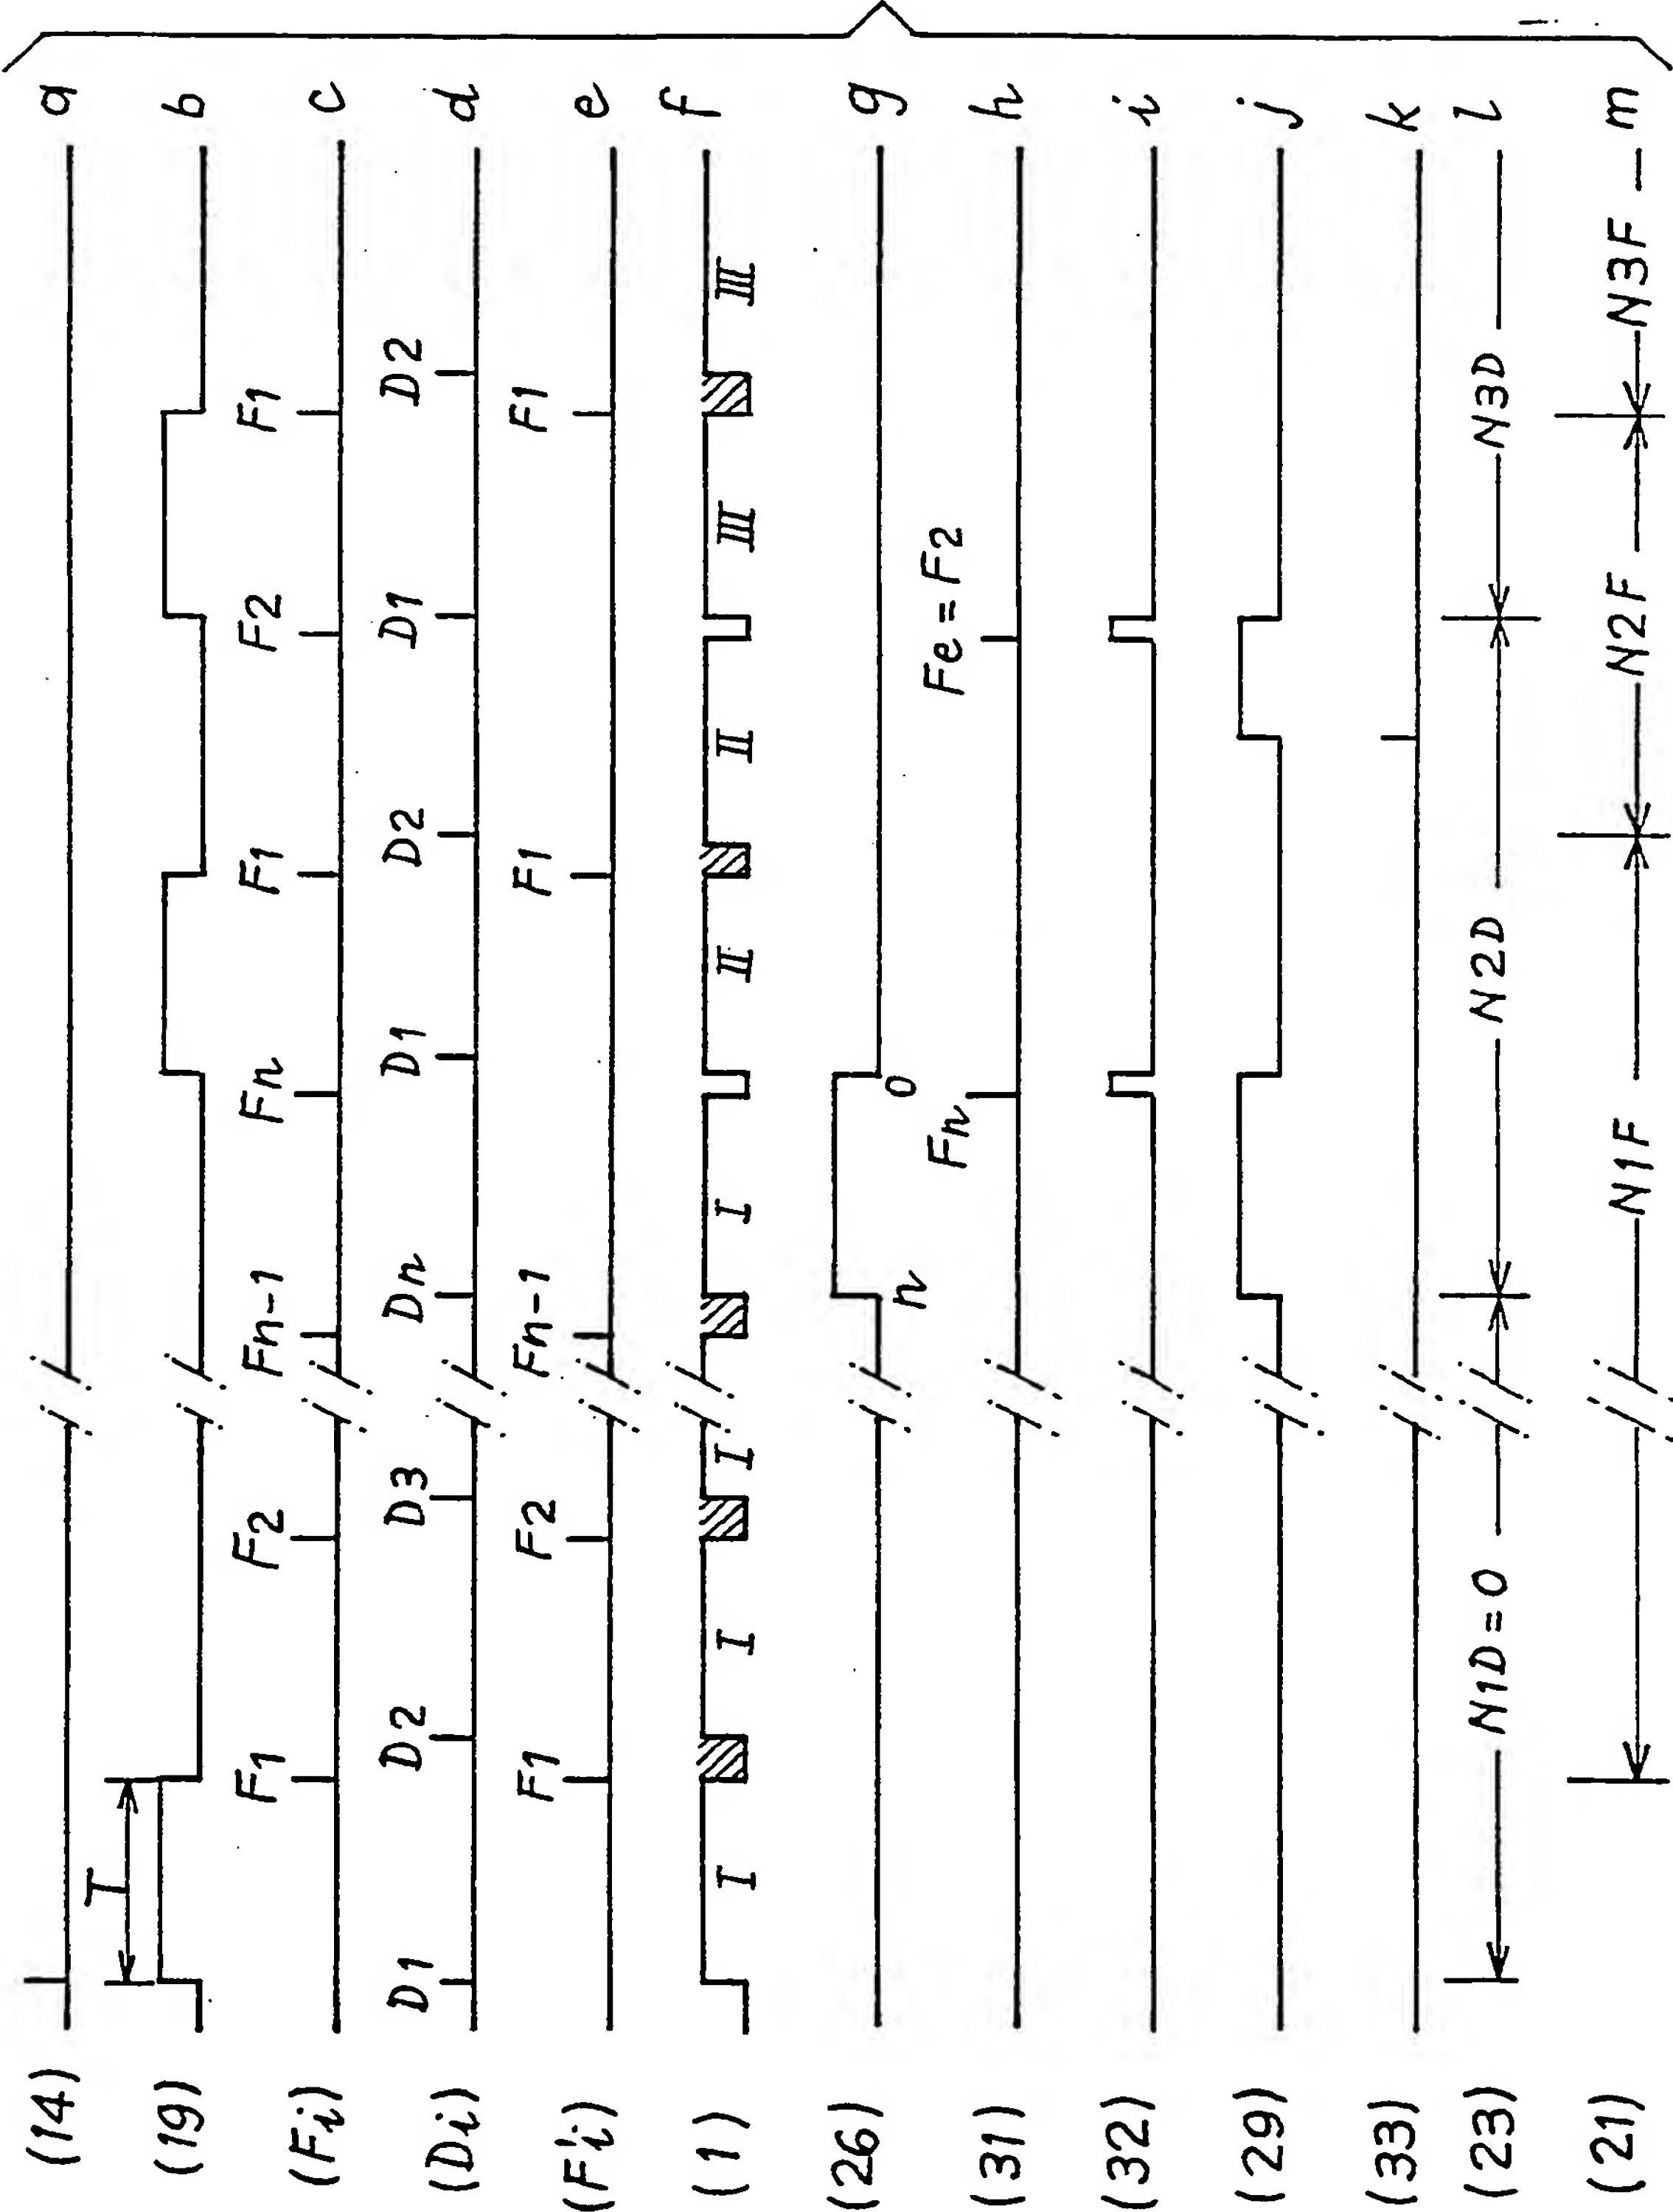 (14) a
(19) T b
(Fi) F1 F2 Fn-1 Fn F1 F2 F1 c
(Di) D1 D2 D3 Dn D1 D2 D1 D2 d
(F'i) F1 F2 Fn-1 F1 F1 e
(1) I I I I II II III III f
(26) n 0 g
(31) Fn Fe=F2 h
(32) i
(29) j
(33) k
(23) N1D=0 N2D N3D l
(21) N1F N2F N3F m